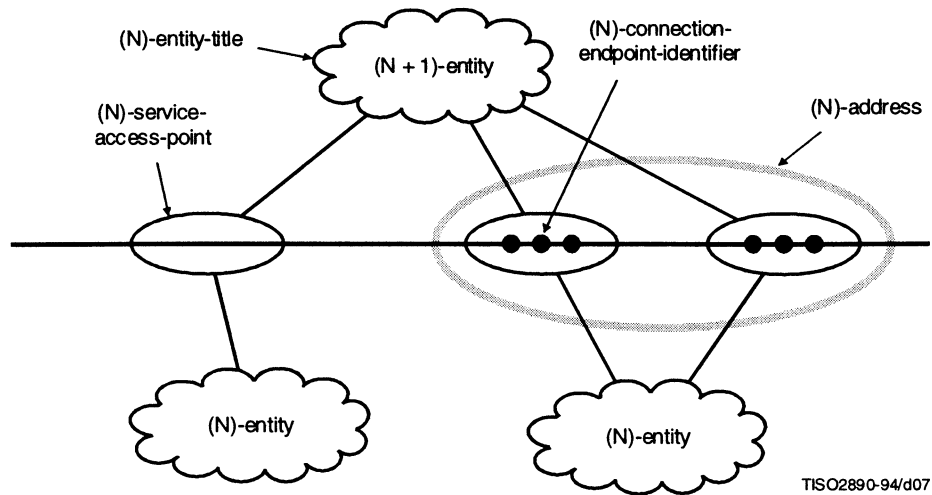 (N)-entity-title
(N + 1)-entity
(N)-connection-
endpoint-identifier
(N)-service-
access-point
(N)-address
(N)-entity
(N)-entity
TISO2890-94/d07